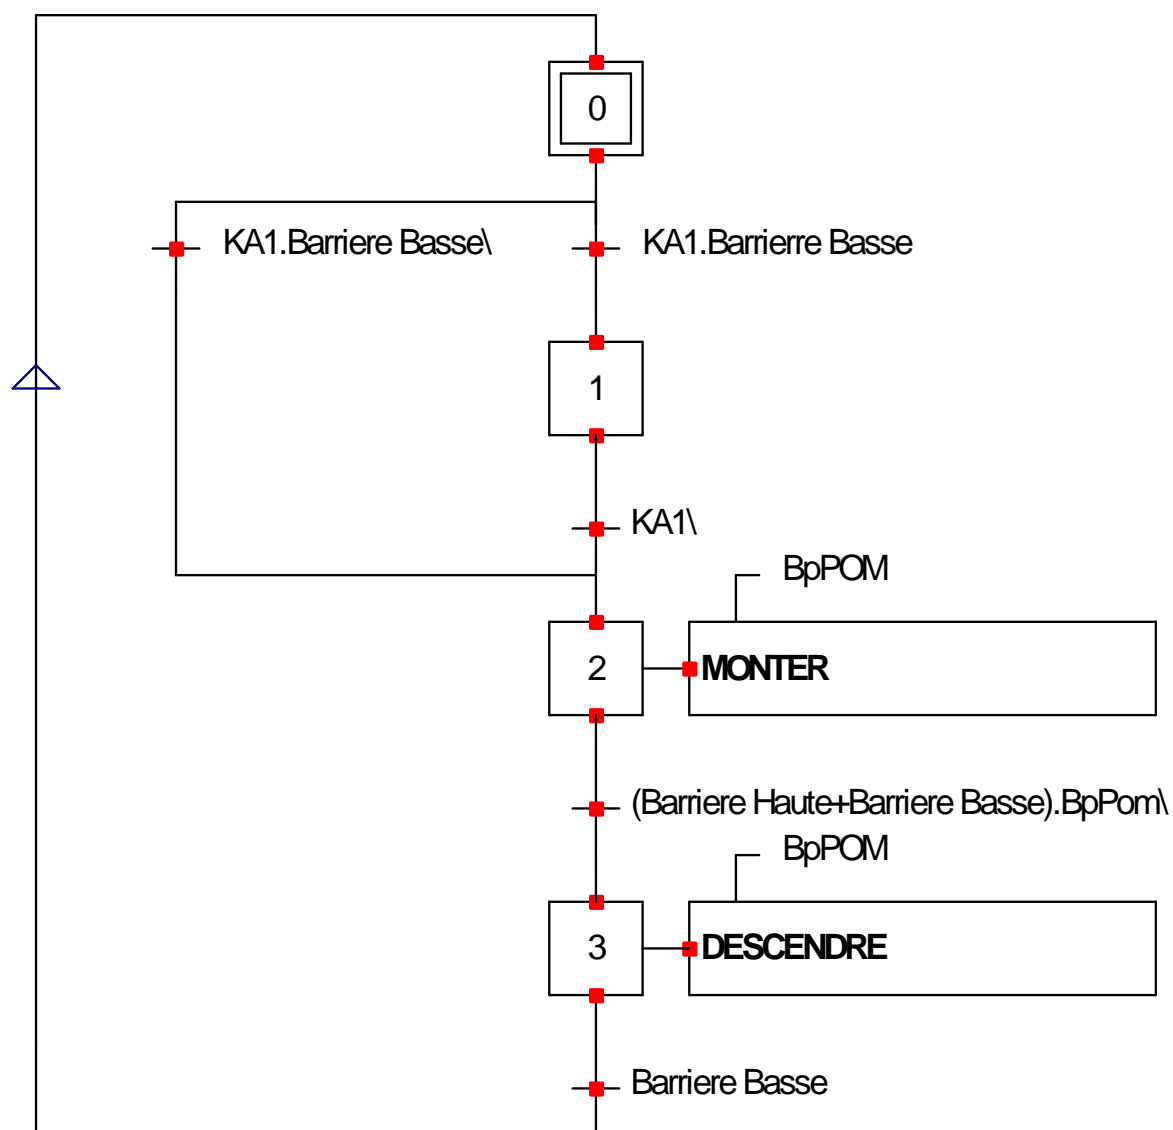 0
KA1.Barriere Basse\ KA1.Barrierre Basse
1
KA1\
BpPOM
2 MONTER
(Barriere Haute+Barriere Basse).BpPom\
BpPOM
3 DESCENDRE
Barriere Basse